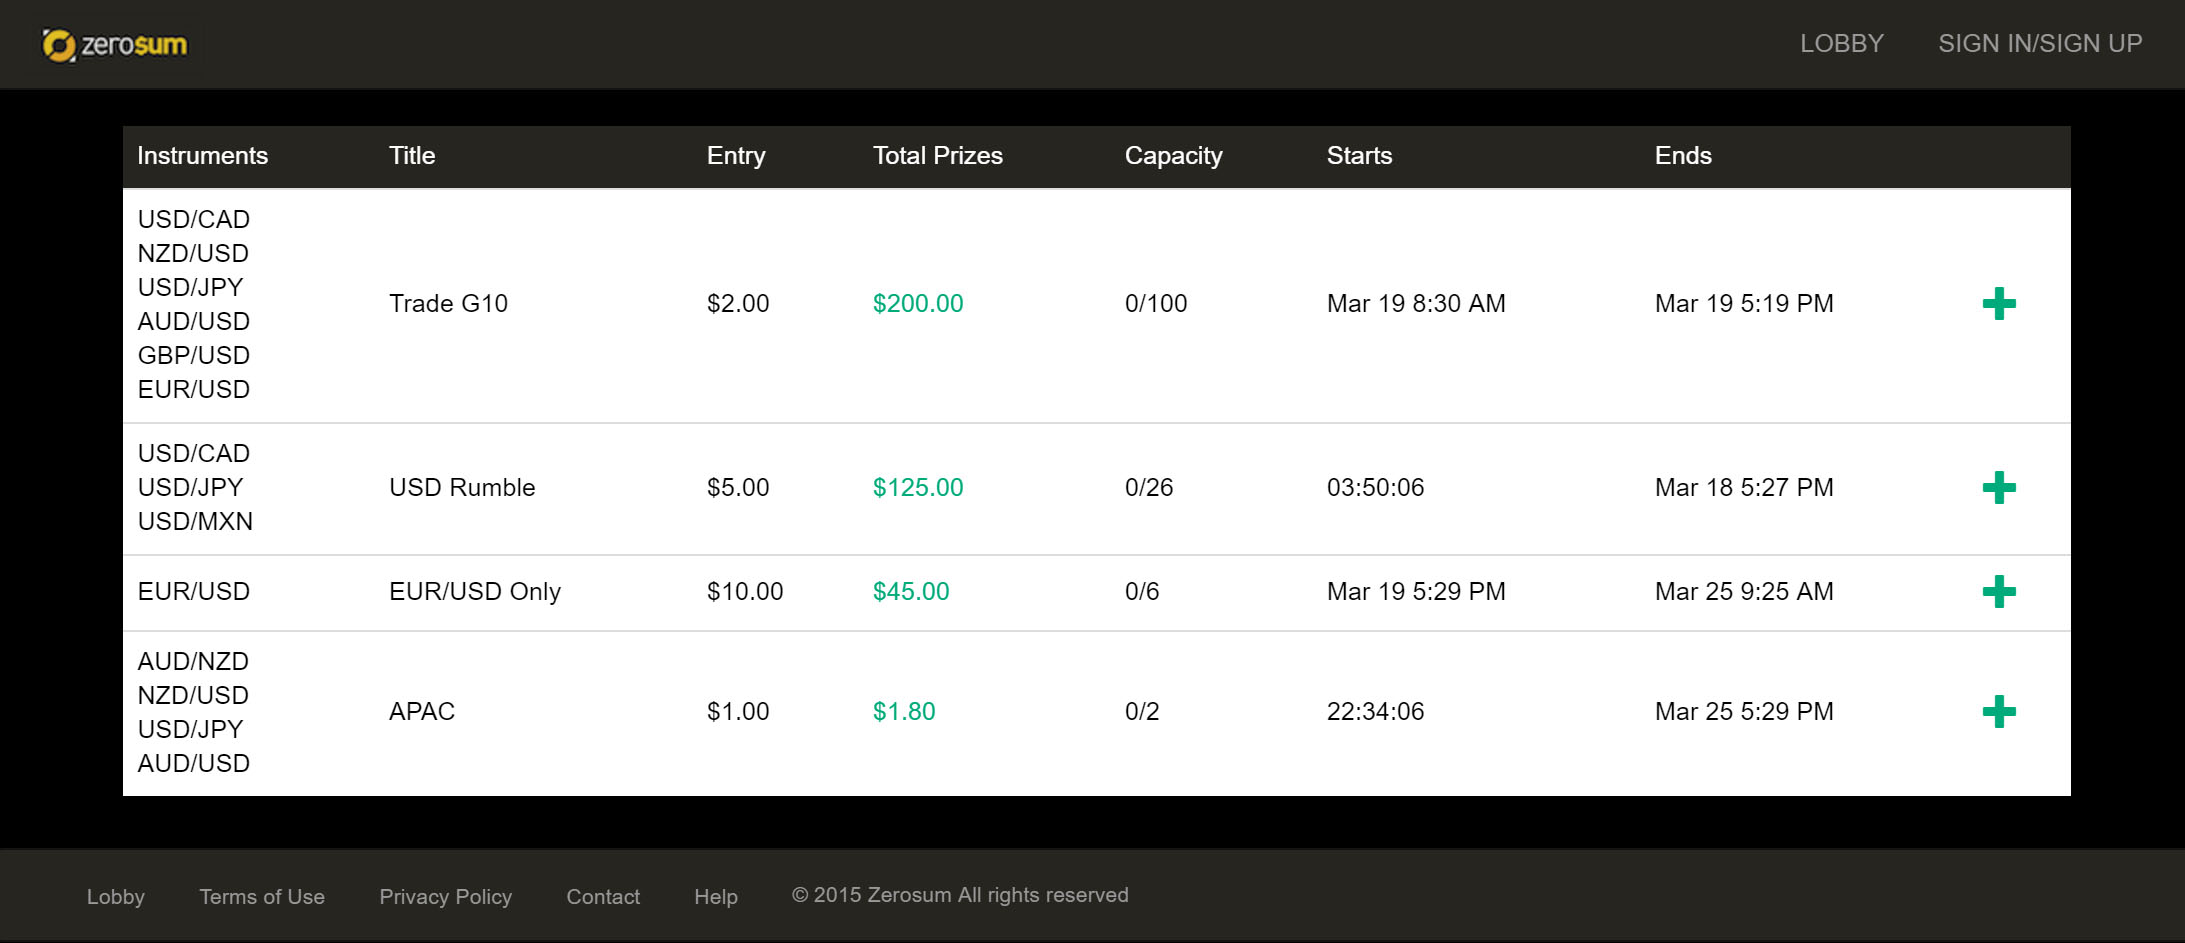 zerosum
LOBBY SIGN IN/SIGN UP
Instruments Title Entry Total Prizes Capacity Starts Ends
USD/CAD
NZD/USD
USD/JPY
AUD/USD
GBP/USD
EUR/USD
Trade G10 $2.00 $200.00 0/100 Mar 19 8:30 AM Mar 19 5:19 PM
USD/CAD
USD/JPY
USD/MXN
USD Rumble $5.00 $125.00 0/26 03:50:06 Mar 18 5:27 PM
EUR/USD EUR/USD Only $10.00 $45.00 0/6 Mar 19 5:29 PM Mar 25 9:25 AM
AUD/NZD
NZD/USD
USD/JPY
AUD/USD
APAC $1.00 $1.80 0/2 22:34:06 Mar 25 5:29 PM
Lobby Terms of Use Privacy Policy Contact Help © 2015 Zerosum All rights reserved